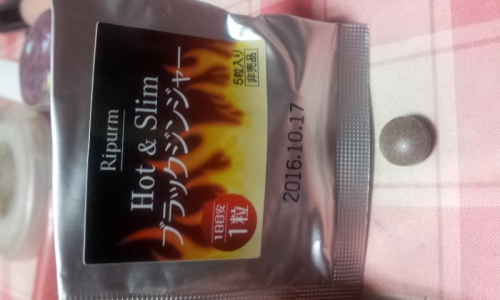 Ripurm
Hot & Slim
ブラックジンジャー
1日目安
1粒
5粒入り
非売品
2016.10.17